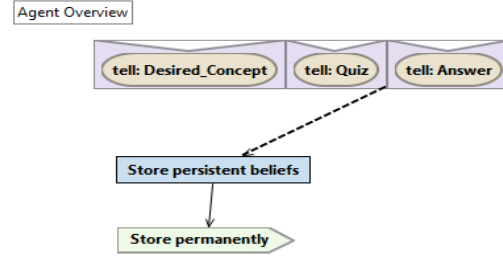 Agent Overview
tell: Desired_Concept tell: Quiz tell: Answer
Store persistent beliefs
Store permanently